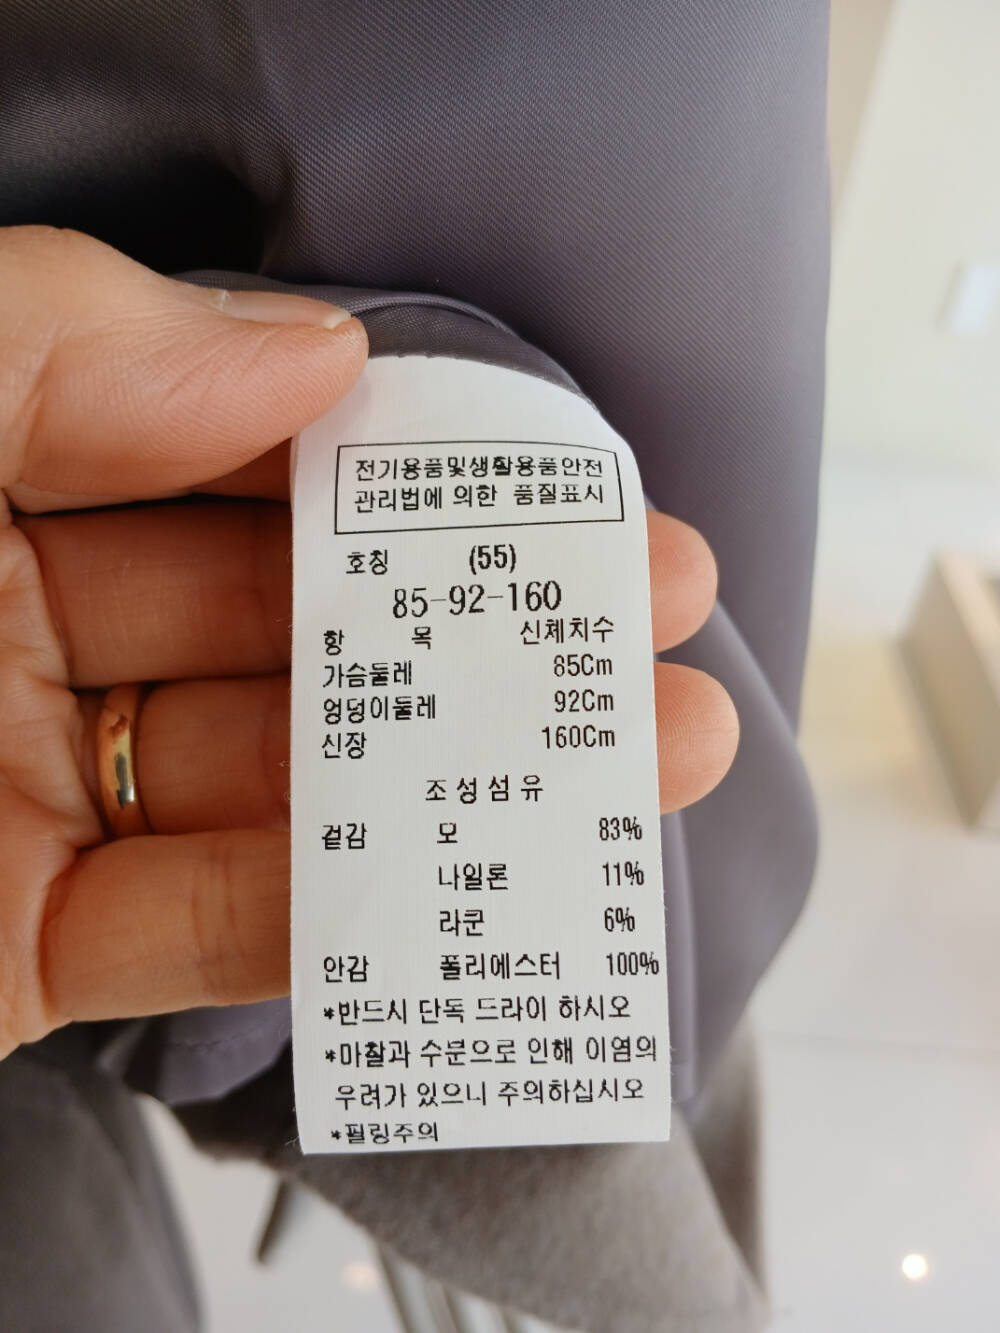 전기용품및생활용품안전
관리법에 의한 품질표시
호칭 (55)
85-92-160
항 목 신체치수
가슴둘레 85Cm
엉덩이둘레 92Cm
신장 160Cm
조성섬유
겉감 모 83%
나일론 11%
라쿤 6%
안감 폴리에스터 100%
*반드시 단독 드라이 하시오
*마찰과 수분으로 인해 이염의
우려가 있으니 주의하십시오
*필링주의